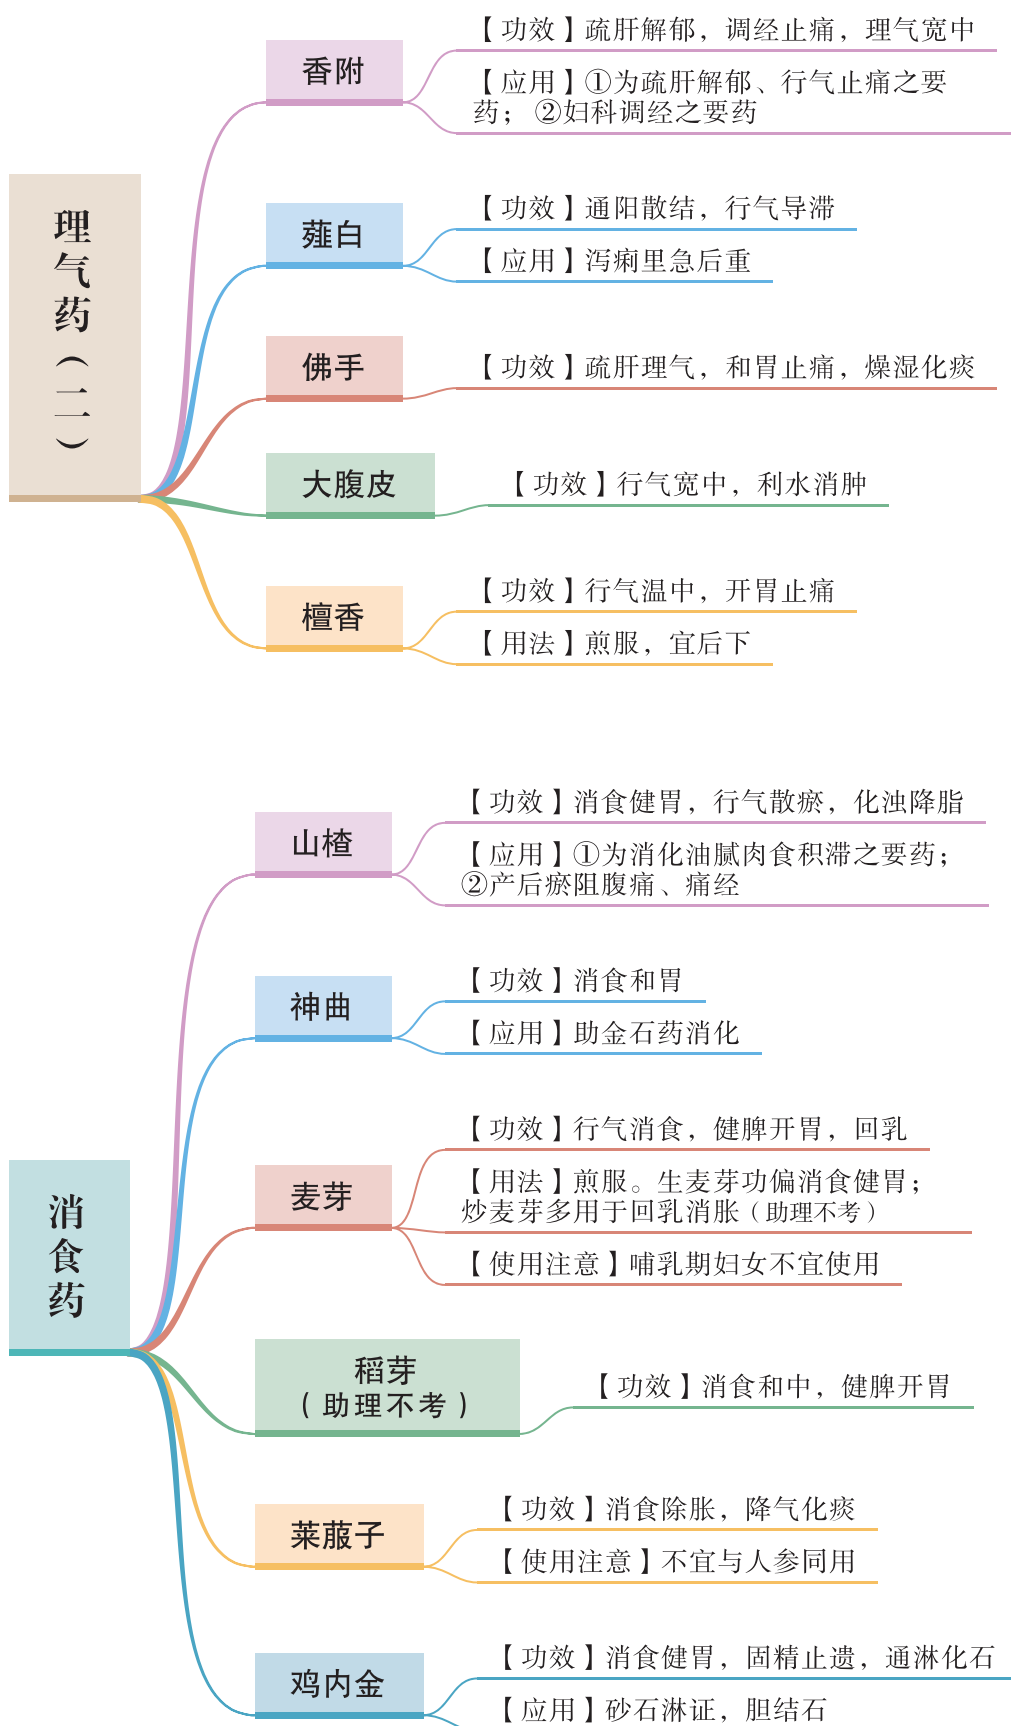 理气药（二）
香附
【功效】疏肝解郁，调经止痛，理气宽中
【应用】①为疏肝解郁、行气止痛之要
药；②妇科调经之要药
薤白
【功效】通阳散结，行气导滞
【应用】泻痢里急后重
佛手
【功效】疏肝理气，和胃止痛，燥湿化痰
大腹皮
【功效】行气宽中，利水消肿
檀香
【功效】行气温中，开胃止痛
【用法】煎服，宜后下
消食药
山楂
【功效】消食健胃，行气散瘀，化浊降脂
【应用】①为消化油腻肉食积滞之要药；
②产后瘀阻腹痛、痛经
神曲
【功效】消食和胃
【应用】助金石药消化
麦芽
【功效】行气消食，健脾开胃，回乳
【用法】煎服。生麦芽功偏消食健胃；
炒麦芽多用于回乳消胀（助理不考）
【使用注意】哺乳期妇女不宜使用
稻芽
（助理不考）
【功效】消食和中，健脾开胃
莱菔子
【功效】消食除胀，降气化痰
【使用注意】不宜与人参同用
鸡内金
【功效】消食健胃，固精止遗，通淋化石
【应用】砂石淋证，胆结石